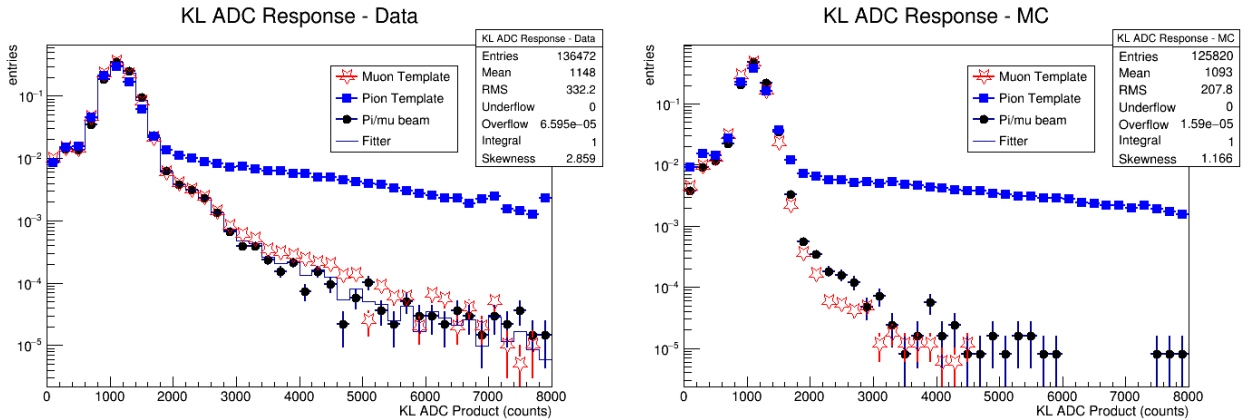 KL ADC Response - Data
entries
10⁻¹
10⁻²
10⁻³
10⁻⁴
10⁻⁵
0 1000 2000 3000 4000 5000 6000 7000 8000
KL ADC Product (counts)
Muon Template
Pion Template
Pi/mu beam
Fitter
KL ADC Response - Data
Entries 136472
Mean 1148
RMS 332.2
Underflow 0
Overflow 6.595e-05
Integral 1
Skewness 2.859
KL ADC Response - MC
entries
10⁻¹
10⁻²
10⁻³
10⁻⁴
10⁻⁵
0 1000 2000 3000 4000 5000 6000 7000 8000
KL ADC Product (counts)
Muon Template
Pion Template
Pi/mu beam
Fitter
KL ADC Response - MC
Entries 125820
Mean 1093
RMS 207.8
Underflow 0
Overflow 1.59e-05
Integral 1
Skewness 1.166